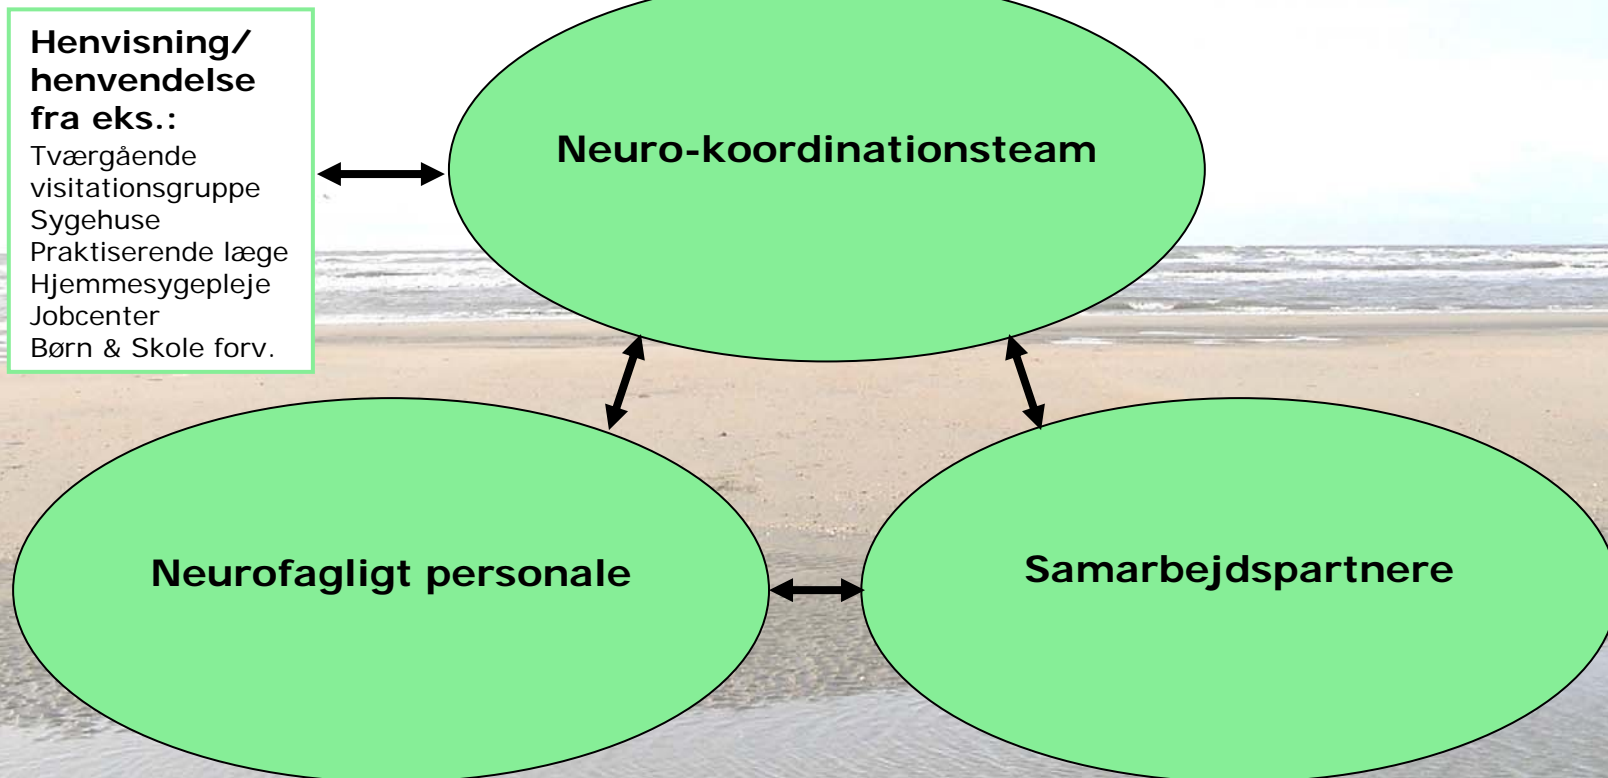 Henvisning/
henvendelse
fra eks.:
Tværgående
visitationsgruppe
Sygehuse
Praktiserende læge
Hjemmesygepleje
Jobcenter
Børn & Skole forv.
Neuro-koordinationsteam
Neurofagligt personale
Samarbejdspartnere